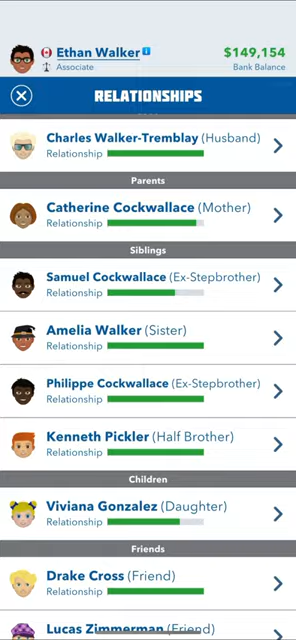 Ethan Walker
$149,154
Associate
Bank Balance
RELATIONSHIPS
Charles Walker-Tremblay (Husband)
Relationship
Parents
Catherine Cockwallace (Mother)
Relationship
Siblings
Samuel Cockwallace (Ex-Stepbrother)
Relationship
Amelia Walker (Sister)
Relationship
Philippe Cockwallace (Ex-Stepbrother)
Relationship
Kenneth Pickler (Half Brother)
Relationship
Children
Viviana Gonzalez (Daughter)
Relationship
Friends
Drake Cross (Friend)
Relationship
Lucas Zimmerman (Friend)